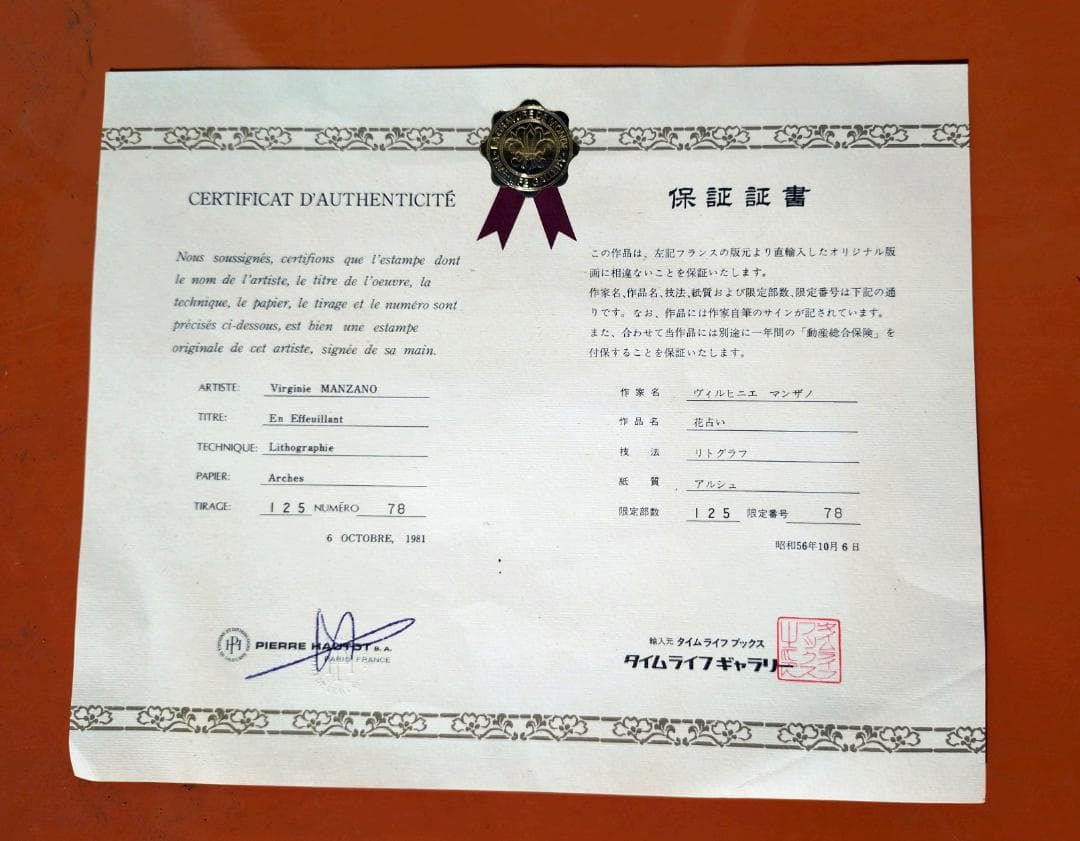 CERTIFICAT D'AUTHENTICITÉ
Nous soussignés, certifions que l'estampe dont
le nom de l'artiste, le titre de l'oeuvre, la
technique, le papier, le tirage et le numéro sont
précisés ci-dessous, est bien une estampe
originale de cet artiste, signée de sa main.
ARTISTE: Virginie MANZANO
TITRE: En Effeuillant
TECHNIQUE: Lithographie
PAPIER: Arches
TIRAGE: 125 NUMÉRO 78
6 OCTOBRE, 1981
PIERRE HAUTOT S.A.
PARIS FRANCE
保証証書
この作品は、左記フランスの版元より直輸入したオリジナル版
画に相違ないことを保証いたします。
作家名、作品名、技法、紙質および限定部数、限定番号は下記の通
りです。なお、作品には作家自筆のサインが記されています。
また、合わせて当作品には別途に一年間の「動産総合保険」を
付保することを保証いたします。
作家名 ヴィルヒニエ マンザノ
作品名 花占い
技法 リトグラフ
紙質 アルシュ
限定部数 125 限定番号 78
昭和56年10月6日
輸入元 タイム ライフ ブックス
タイムライフギャラリー